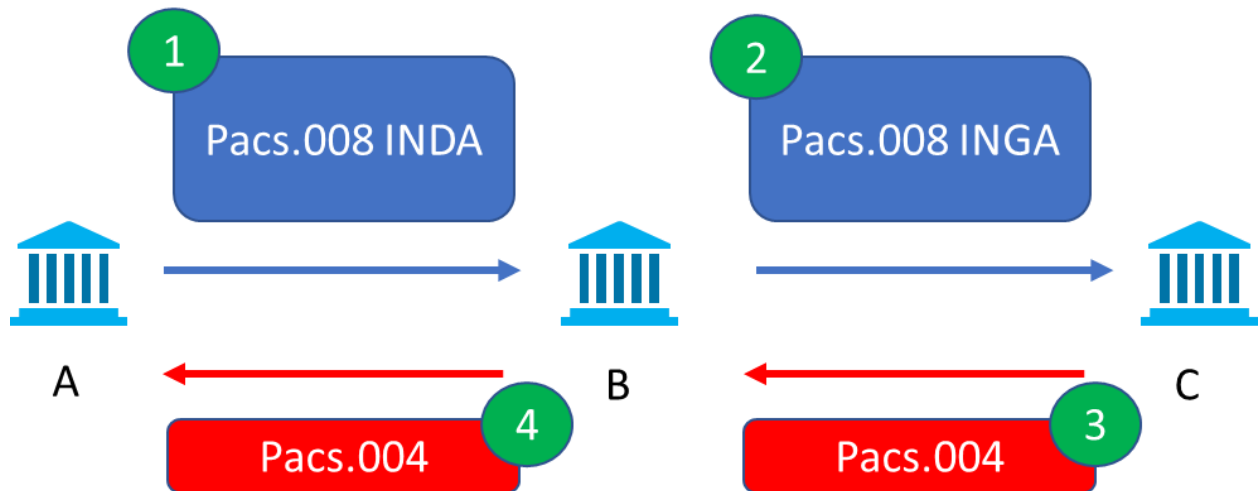 1
Pacs.008 INDA
2
Pacs.008 INGA
A
B
C
Pacs.004
4
Pacs.004
3